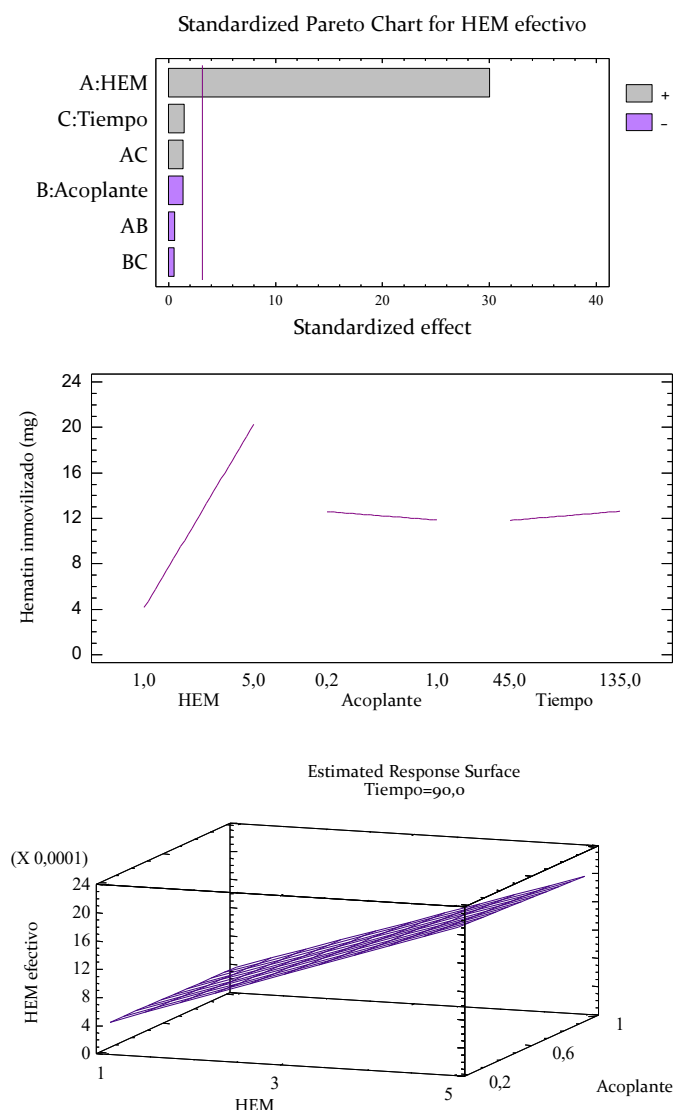 Standardized Pareto Chart for HEM efectivo
A:HEM
C:Tiempo
AC
B:Acoplante
AB
BC
+
-
0 10 20 30 40
Standardized effect
Hematin inmovilizado (mg)
24
20
16
12
8
4
0
1,0 5,0 0,2 1,0 45,0 135,0
HEM Acoplante Tiempo
Estimated Response Surface
Tiempo=90,0
(X 0,0001)
HEM efectivo
24
20
16
12
8
4
0
1 3 5
HEM
0,2 0,6 1
Acoplante